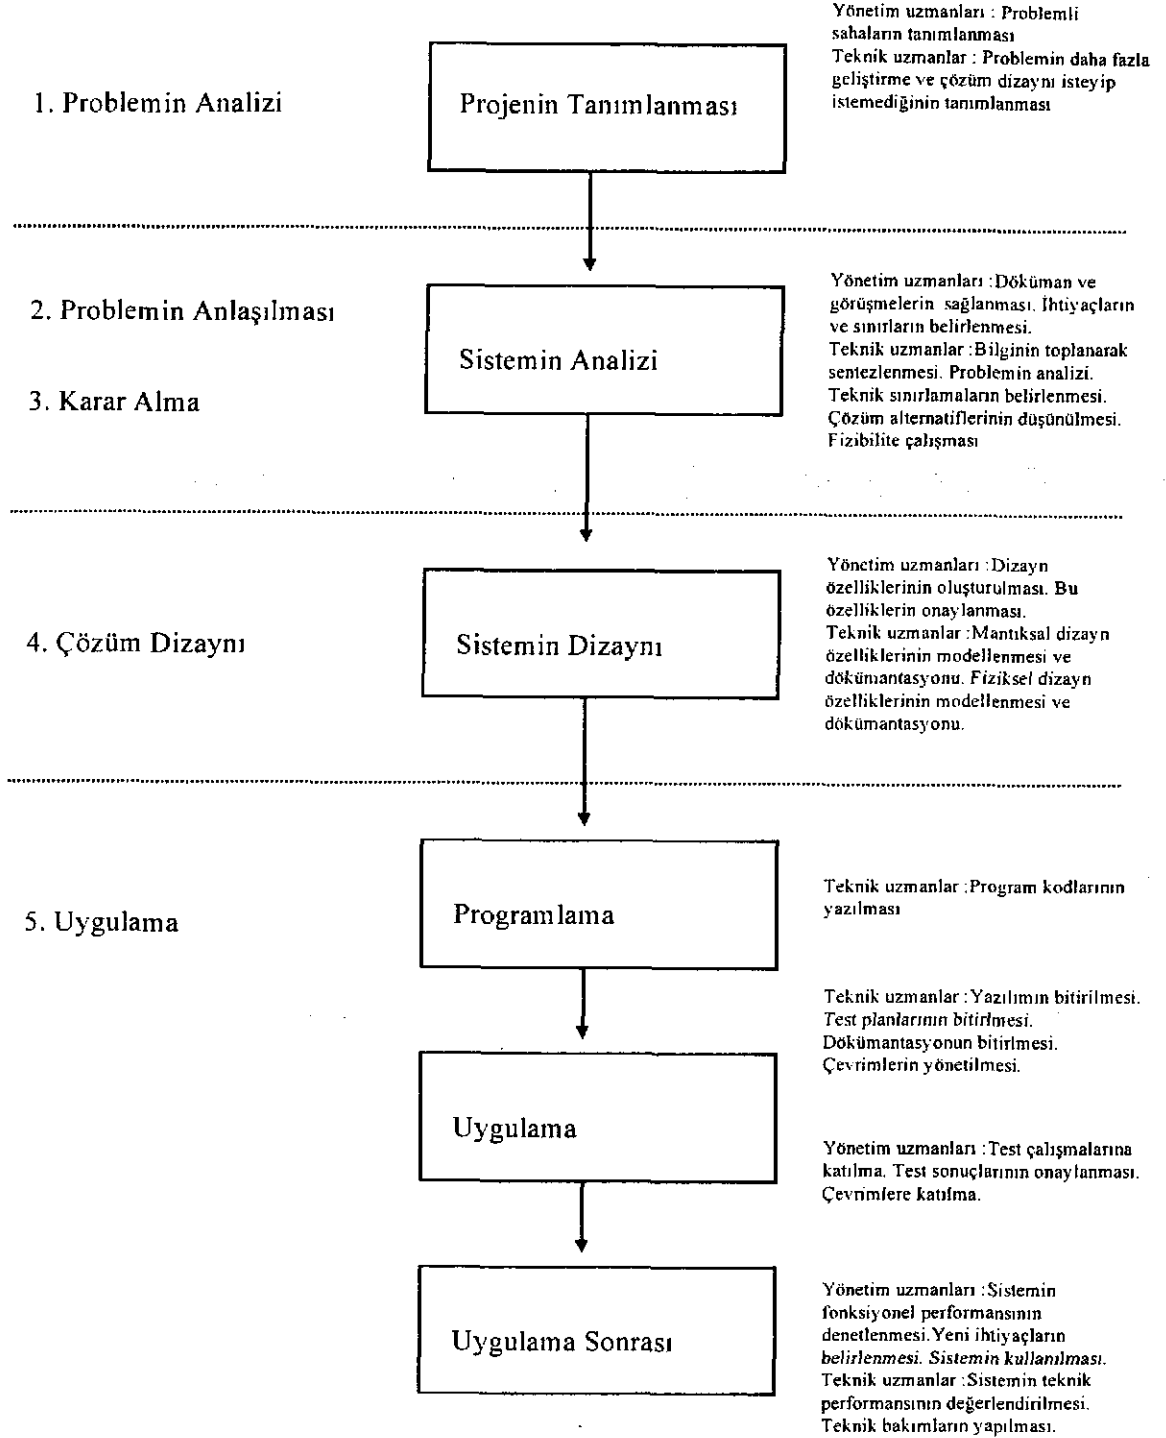 Yönetim uzmanları : Problemli
sahaların tanımlanması
Teknik uzmanlar : Problemin daha fazla
geliştirme ve çözüm dizaynı isteyip
istemediğinin tanımlanması
1. Problemin Analizi
Projenin Tanımlanması
2. Problemin Anlaşılması
3. Karar Alma
Sistemin Analizi
Yönetim uzmanları :Döküman ve
görüşmelerin sağlanması. İhtiyaçların
ve sınırların belirlenmesi.
Teknik uzmanlar :Bilginin toplanarak
sentezlenmesi. Problemin analizi.
Teknik sınırlamaların belirlenmesi.
Çözüm alternatiflerinin düşünülmesi.
Fizibilite çalışması
4. Çözüm Dizaynı
Sistemin Dizaynı
Yönetim uzmanları :Dizayn
özelliklerinin oluşturulması. Bu
özelliklerin onaylanması.
Teknik uzmanlar :Mantıksal dizayn
özelliklerinin modellenmesi ve
dökümantasyonu. Fiziksel dizayn
özelliklerinin modellenmesi ve
dökümantasyonu.
5. Uygulama
Programlama
Teknik uzmanlar :Program kodlarının
yazılması
Teknik uzmanlar :Yazılımın bitirilmesi.
Test planlarının bitirlmesi.
Dökümantasyonun bitirlmesi.
Çevrimlerin yönetilmesi.
Uygulama
Yönetim uzmanları :Test çalışmalarına
katılma. Test sonuçlarının onaylanması.
Çevrimlere katılma.
Uygulama Sonrası
Yönetim uzmanları :Sistemin
fonksiyonel performansının
denetlenmesi.Yeni ihtiyaçların
belirlenmesi. Sistemin kullanılması.
Teknik uzmanlar :Sistemin teknik
performansının değerlendirilmesi.
Teknik bakımların yapılması.